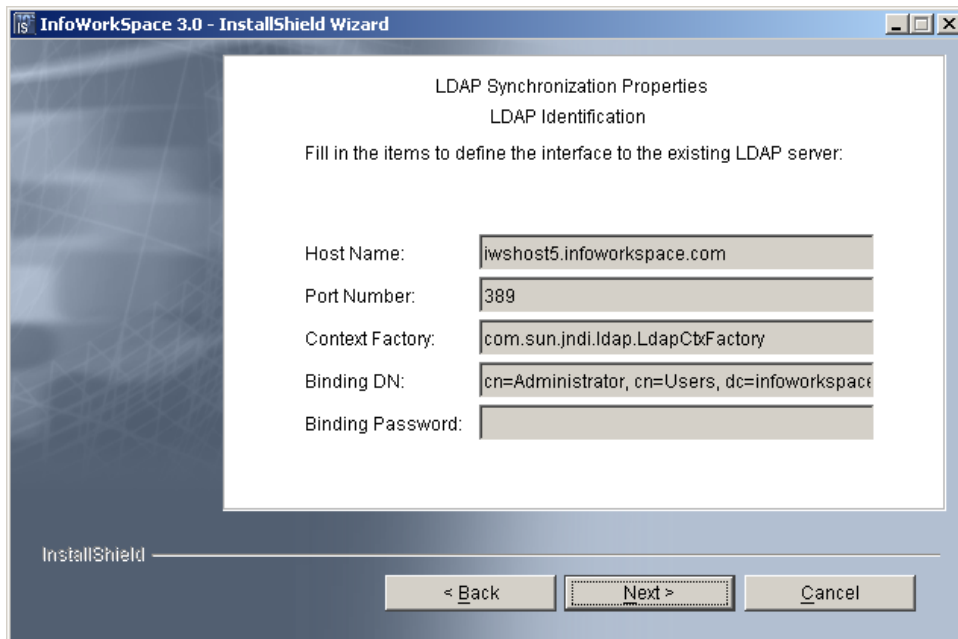 InfoWorkSpace 3.0 - InstallShield Wizard
LDAP Synchronization Properties
LDAP Identification
Fill in the items to define the interface to the existing LDAP server:
Host Name: iwshost5.infoworkspace.com
Port Number: 389
Context Factory: com.sun.jndi.ldap.LdapCtxFactory
Binding DN: cn=Administrator, cn=Users, dc=infoworkspace
Binding Password:
InstallShield
< Back Next > Cancel